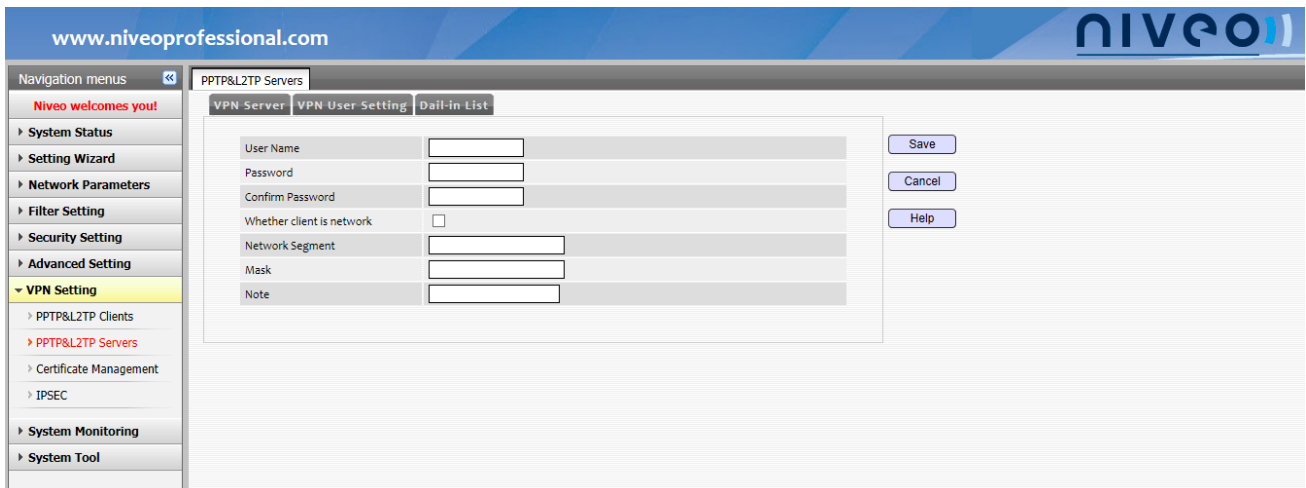 www.niveoprofessional.com
niveo
Navigation menus
PPTP&L2TP Servers
Niveo welcomes you!
VPN Server VPN User Setting Dail-in List
System Status
Setting Wizard
Network Parameters
Filter Setting
Security Setting
Advanced Setting
VPN Setting
PPTP&L2TP Clients
PPTP&L2TP Servers
Certificate Management
IPSEC
System Monitoring
System Tool
User Name
Password
Confirm Password
Whether client is network
Network Segment
Mask
Note
Save
Cancel
Help